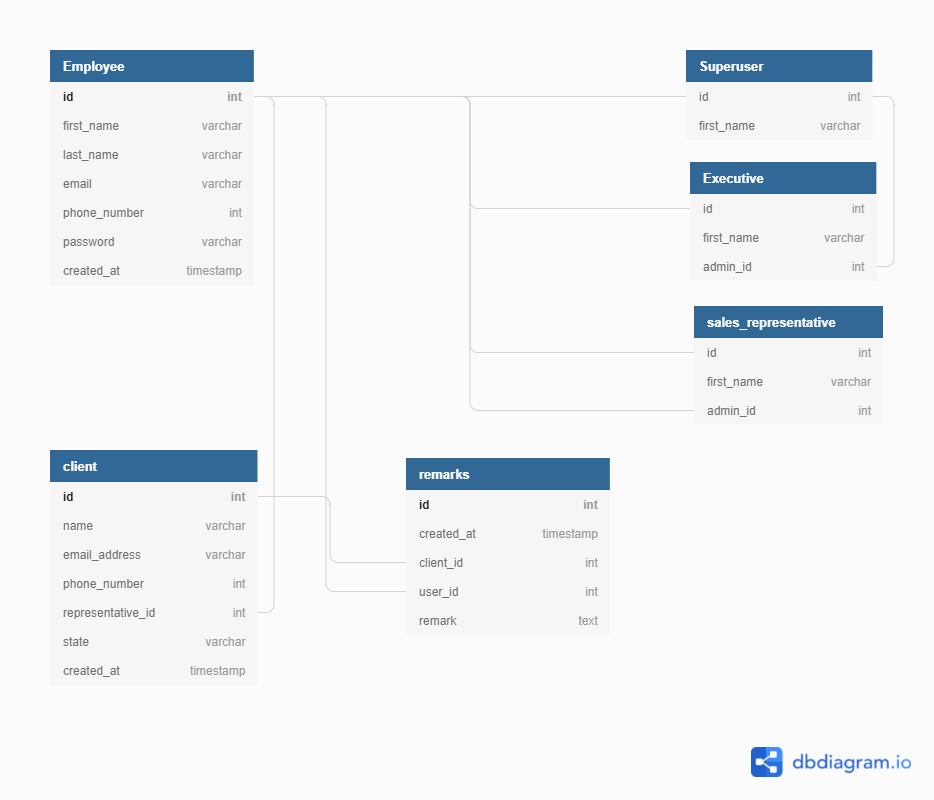 Employee
id int
first_name varchar
last_name varchar
email varchar
phone_number int
password varchar
created_at timestamp
Superuser
id int
first_name varchar
Executive
id int
first_name varchar
admin_id int
sales_representative
id int
first_name varchar
admin_id int
client
id int
name varchar
email_address varchar
phone_number int
representative_id int
state varchar
created_at timestamp
remarks
id int
created_at timestamp
client_id int
user_id int
remark text
dbdiagram.io